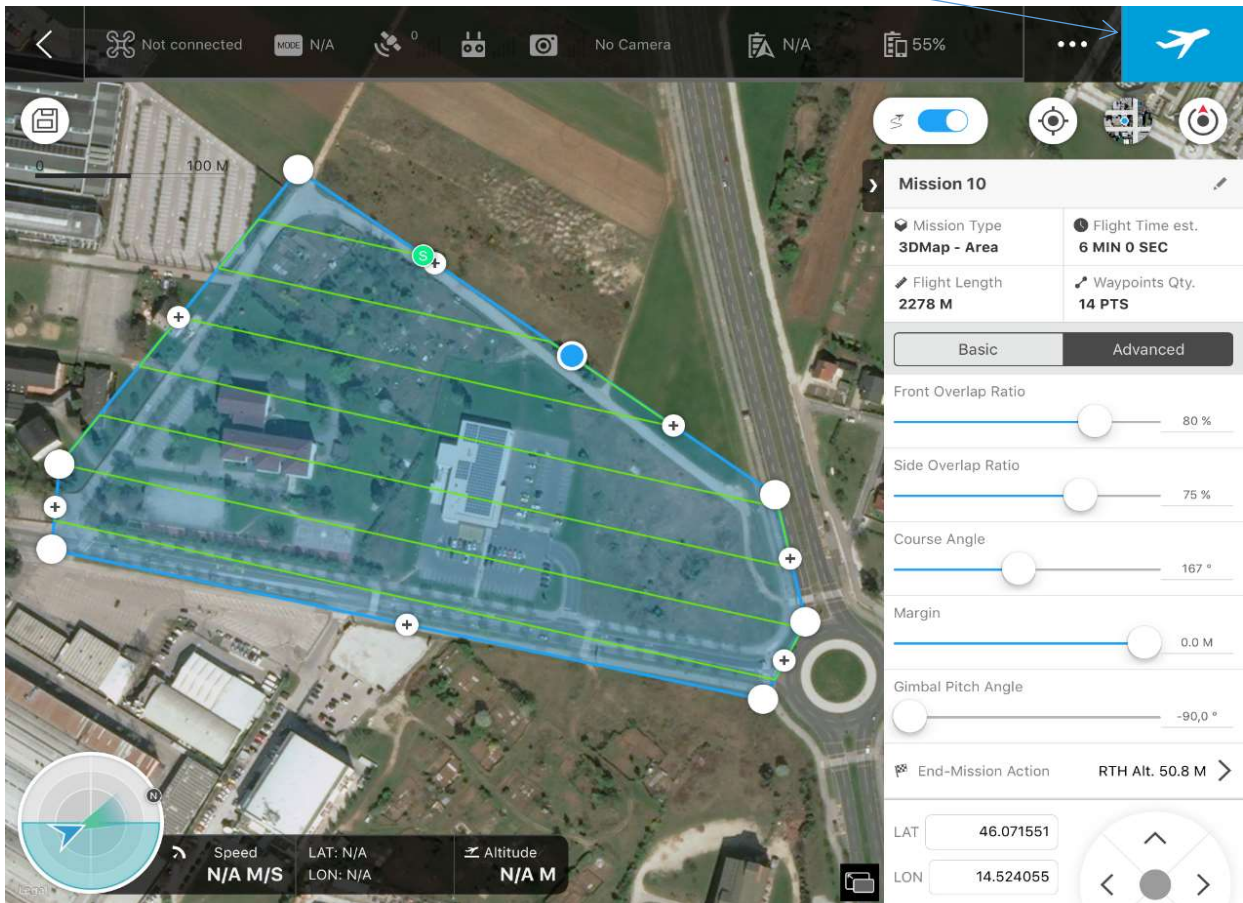 Not connected MODE N/A 0 No Camera N/A 55%
0 100 M
Mission 10
Mission Type
3DMap - Area
Flight Time est.
6 MIN 0 SEC
Flight Length
2278 M
Waypoints Qty.
14 PTS
Basic Advanced
Front Overlap Ratio
80 %
Side Overlap Ratio
75 %
Course Angle
167 °
Margin
0.0 M
Gimbal Pitch Angle
-90,0 °
End-Mission Action RTH Alt. 50.8 M
LAT 46.071551
LON 14.524055
S
N
Speed
N/A M/S
LAT: N/A
LON: N/A
Altitude
N/A M
Legal